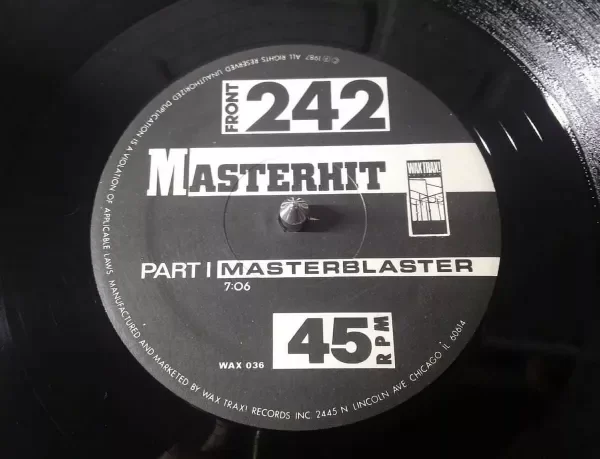 FRONT 242
MASTERHIT
WAX TRAX!
PART I MASTERBLASTER
7:06
WAX 036
45 RPM
© ℗ 1987 ALL RIGHTS RESERVED UNAUTHORIZED DUPLICATION IS A VIOLATION OF APPLICABLE LAWS MANUFACTURED AND MARKETED BY WAX TRAX! RECORDS INC. 2445 N LINCOLN AVE CHICAGO IL 60614